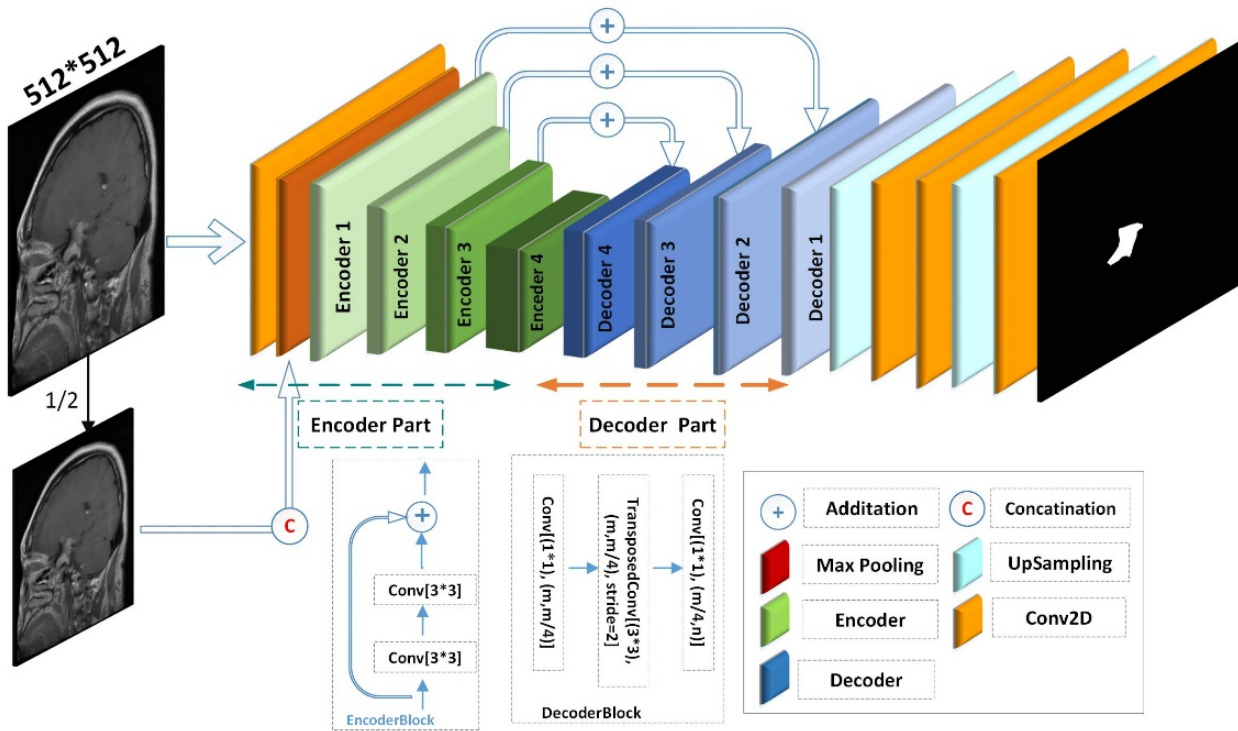 512*512
1/2
Encoder 1
Encoder 2
Encoder 3
Enceder 4
Decoder 4
Decoder 3
Decoder 2
Decoder 1
Encoder Part
Decoder Part
C
Conv[3*3]
Conv[3*3]
EncoderBlock
Conv[(1*1), (m,m/4)]
TransposedConv[(3*3),
(m,m/4), stride=2]
Conv[(1*1), (m/4,n)]
DecoderBlock
+ Additation
C Concatination
Max Pooling
UpSampling
Encoder
Conv2D
Decoder